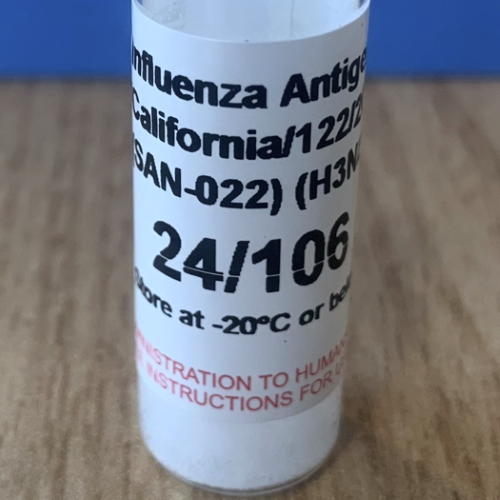 Influenza Antige
California/122/2
SAN-022) (H3N
24/106
Store at -20°C or be
NISTRATION TO HUMAN
INSTRUCTIONS FOR U